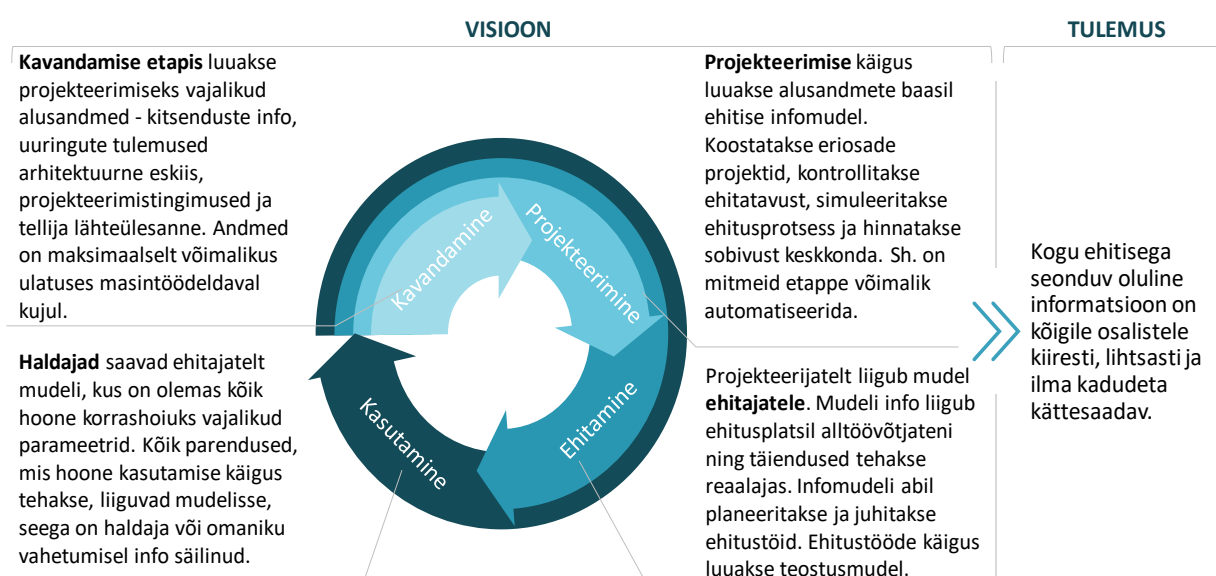 VISIOON
TULEMUS
Kavandamise etapis luuakse
projekteerimiseks vajalikud
alusandmed - kitsenduste info,
uuringute tulemused
arhitektuurne eskiis,
projekteerimistingimused ja
tellija lähteülesanne. Andmed
on maksimaalselt võimalikus
ulatuses masintöödeldaval
kujul.
Haldajad saavad ehitajatelt
mudeli, kus on olemas kõik
hoone korrashoiuks vajalikud
parameetrid. Kõik parendused,
mis hoone kasutamise käigus
tehakse, liiguvad mudelisse,
seega on haldaja või omaniku
vahetumisel info säilinud.
Kavandamine
Projekteerimine
Ehitamine
Kasutamine
Projekteerimise käigus
luuakse alusandmete baasil
ehitise infomudel.
Koostatakse eriosade
projektid, kontrollitakse
ehitatavust, simuleeritakse
ehitusprotsess ja hinnatakse
sobivust keskkonda. Sh. on
mitmeid etappe võimalik
automatiseerida.
Projekteerijatelt liigub mudel
ehitajatele. Mudeli info liigub
ehitusplatsil alltöövõtjateni
ning täiendused tehakse
reaalajas. Infomudeli abil
planeeritakse ja juhitakse
ehitustöid. Ehitustööde käigus
luuakse teostusmudel.
Kogu ehitisega
seonduv oluline
informatsioon on
kõigile osalistele
kiiresti, lihtsasti ja
ilma kadudeta
kättesaadav.